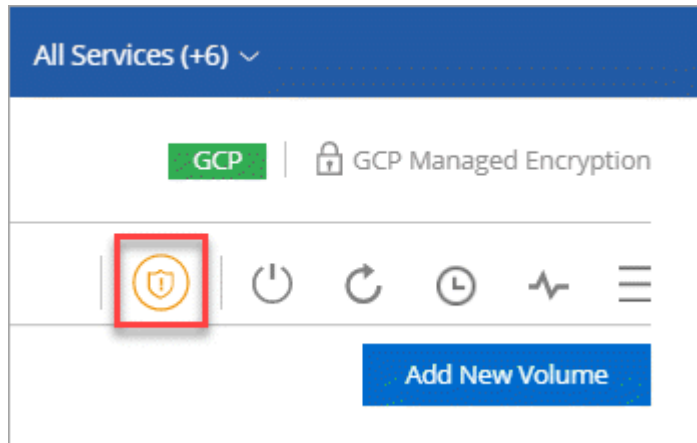 All Services (+6)
GCP
GCP Managed Encryption
Add New Volume